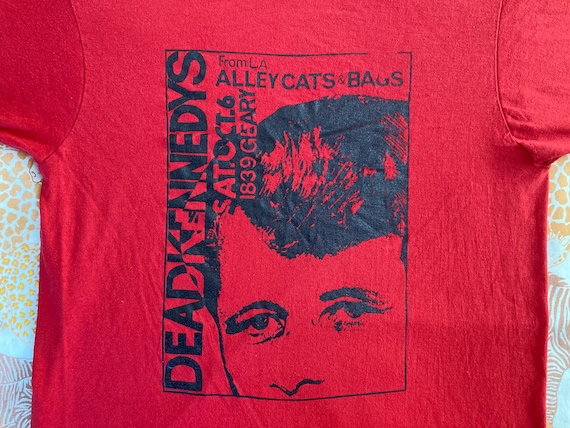 DEAD KENNEDYS
From L.A.
ALLEY CATS & BAGS
SAT. OCT. 6
1839 GEARY